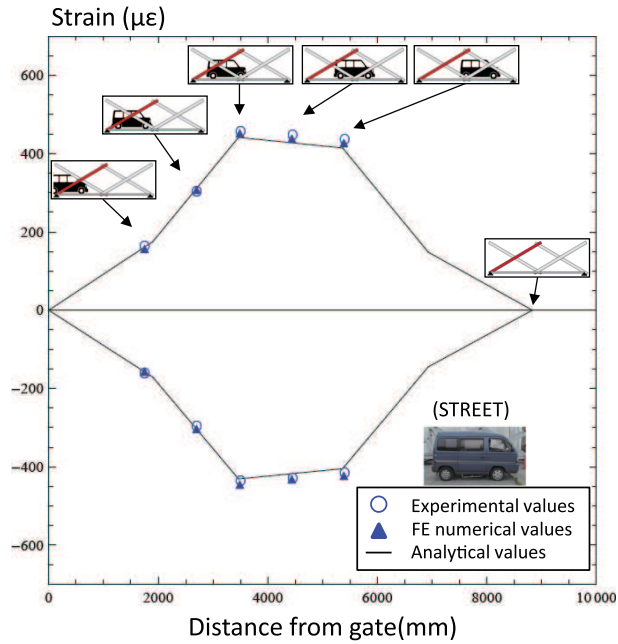 Strain (µε)
600
400
200
0
−200
−400
−600
(STREET)
Experimental values
FE numerical values
Analytical values
0
2000
4000
6000
8000
10 000
Distance from gate(mm)